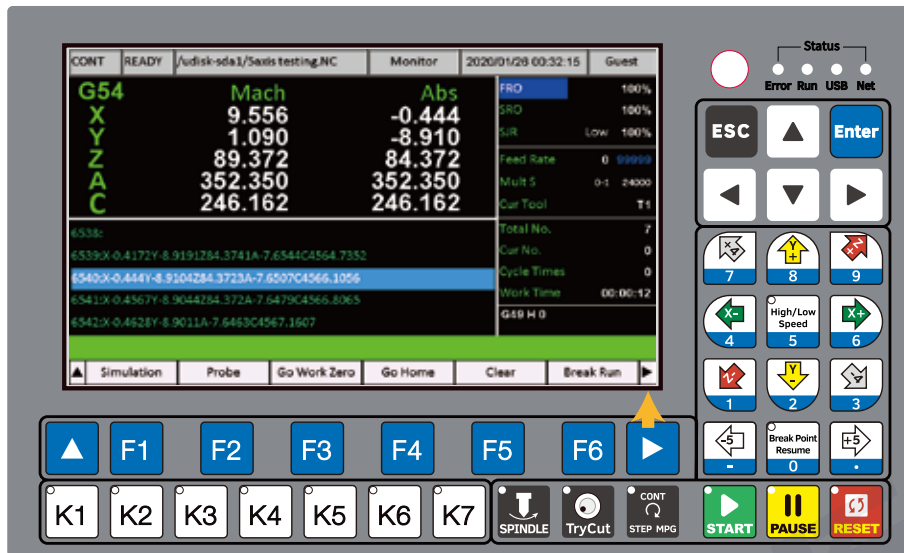 CONT READY /udisk-sda1/5axis testing.NC Monitor 2020/01/28 00:32:15 Guest
Status
Error Run USB Net
G54 Mach Abs
X 9.556 -0.444
Y 1.090 -8.910
Z 89.372 84.372
A 352.350 352.350
C 246.162 246.162
FRO 100%
SRO 100%
SJR Low 100%
Feed Rate 0 99999
Mult S 0-1 24000
Cur Tool T1
Total No. 7
Cur No. 0
Cycle Times 0
Work Time 00:00:12
G49 H 0
6538:
6539:X-0.4172Y-8.9191Z84.3741A-7.6544C4564.7352
6540:X-0.444Y-8.9104Z84.3723A-7.6507C4566.1056
6541:X-0.4567Y-8.9044Z84.372A-7.6479C4566.8065
6542:X-0.4628Y-8.9011A-7.6463C4567.1607
Simulation Probe Go Work Zero Go Home Clear Break Run
ESC Enter
7 Y+ 8 9
X- 4 High/Low Speed 5 X+ 6
Z- 1 Y- 2 3
-5 - Break Point Resume 0 +5 .
F1 F2 F3 F4 F5 F6
K1 K2 K3 K4 K5 K6 K7
SPINDLE TryCut CONT STEP MPG START PAUSE RESET